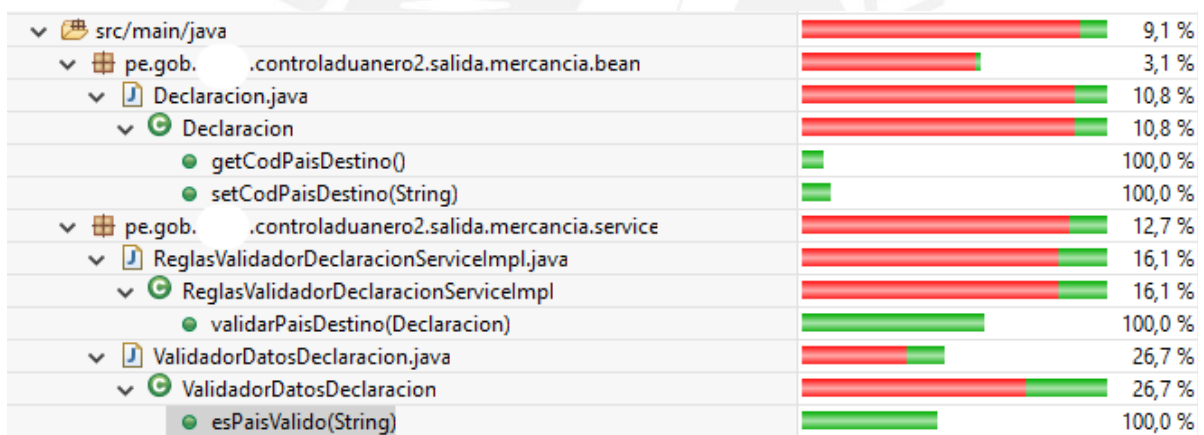 src/main/java 9,1 %
pe.gob. .controladuanero2.salida.mercancia.bean 3,1 %
Declaracion.java 10,8 %
Declaracion 10,8 %
getCodPaisDestino() 100,0 %
setCodPaisDestino(String) 100,0 %
pe.gob. .controladuanero2.salida.mercancia.service 12,7 %
ReglasValidadorDeclaracionServiceImpl.java 16,1 %
ReglasValidadorDeclaracionServiceImpl 16,1 %
validarPaisDestino(Declaracion) 100,0 %
ValidadorDatosDeclaracion.java 26,7 %
ValidadorDatosDeclaracion 26,7 %
esPaisValido(String) 100,0 %